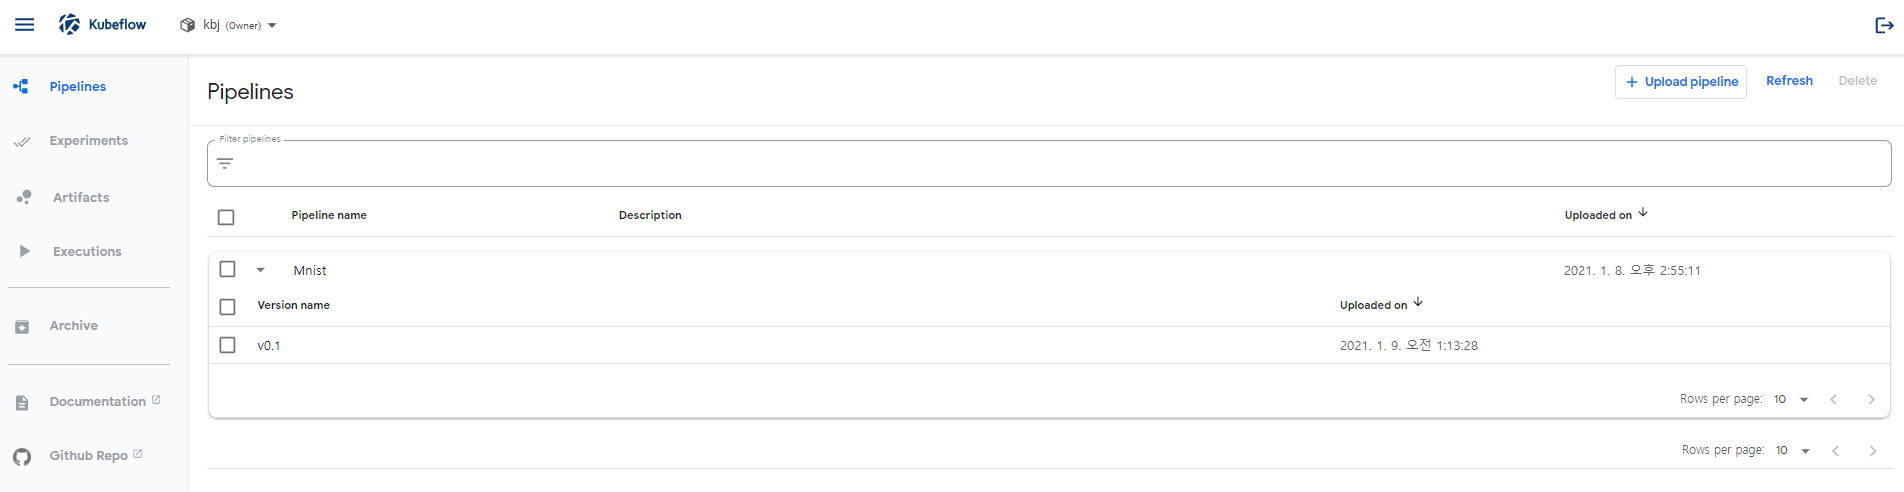 Kubeflow
kbj (Owner)
Pipelines
Experiments
Artifacts
Executions
Archive
Documentation
Github Repo
Pipelines
Upload pipeline
Refresh
Delete
Filter pipelines
Pipeline name Description Uploaded on
Mnist 2021. 1. 8. 오후 2:55:11
Version name Uploaded on
v0.1 2021. 1. 9. 오전 1:13:28
Rows per page: 10
Rows per page: 10